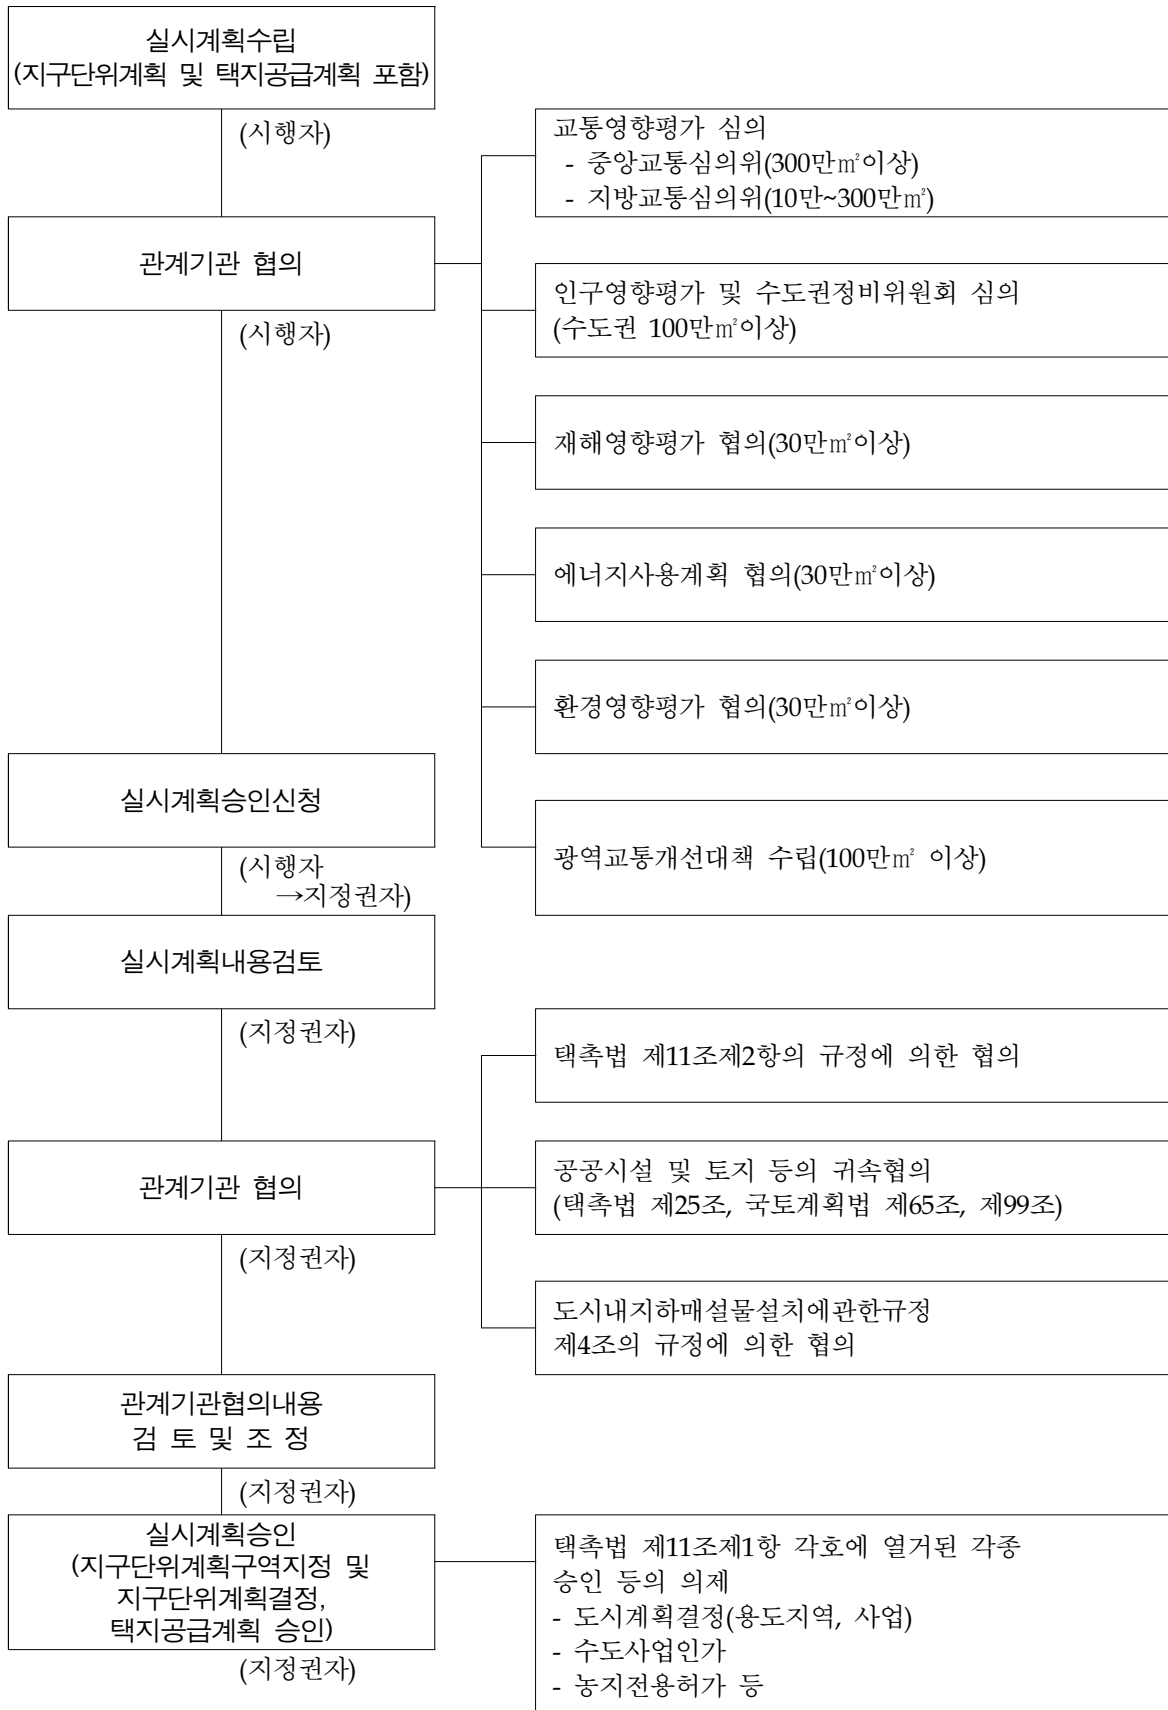 실시계획수립
(지구단위계획 및 택지공급계획 포함)
(시행자)
교통영향평가 심의
- 중앙교통심의위(300만㎡이상)
- 지방교통심의위(10만~300만㎡)
관계기관 협의
(시행자)
인구영향평가 및 수도권정비위원회 심의
(수도권 100만㎡이상)
재해영향평가 협의(30만㎡이상)
에너지사용계획 협의(30만㎡이상)
환경영향평가 협의(30만㎡이상)
실시계획승인신청
(시행자
→지정권자)
광역교통개선대책 수립(100만㎡ 이상)
실시계획내용검토
(지정권자)
택촉법 제11조제2항의 규정에 의한 협의
관계기관 협의
(지정권자)
공공시설 및 토지 등의 귀속협의
(택촉법 제25조, 국토계획법 제65조, 제99조)
도시내지하매설물설치에관한규정
제4조의 규정에 의한 협의
관계기관협의내용
검 토 및 조 정
(지정권자)
실시계획승인
(지구단위계획구역지정 및
지구단위계획결정,
택지공급계획 승인)
(지정권자)
택촉법 제11조제1항 각호에 열거된 각종
승인 등의 의제
- 도시계획결정(용도지역, 사업)
- 수도사업인가
- 농지전용허가 등